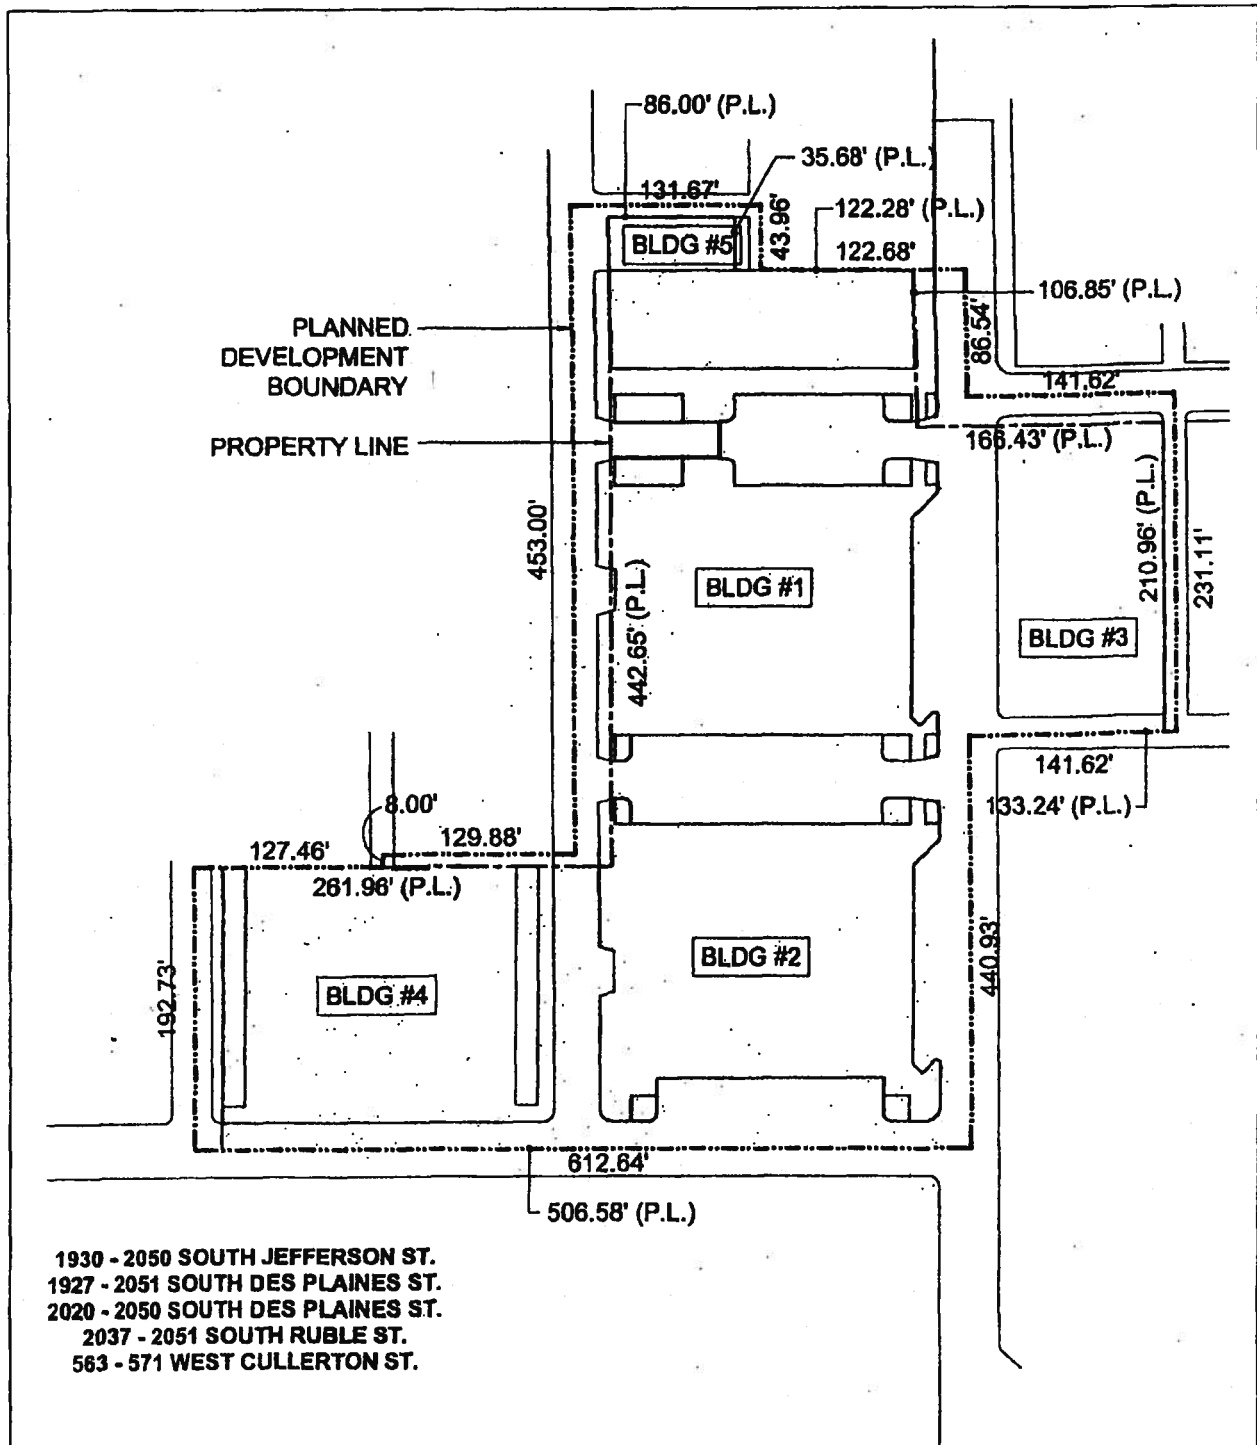 86.00' (P.L.)
35.68' (P.L.)
131.67'
43.96'
122.28' (P.L.)
BLDG #5
122.68'
106.85' (P.L.)
PLANNED
DEVELOPMENT
BOUNDARY
86.54'
141.62'
PROPERTY LINE
166.43' (P.L.)
453.00'
210.96' (P.L.)
231.11'
BLDG #1
442.65' (P.L.)
BLDG #3
141.62'
133.24' (P.L.)
8.00'
129.88'
127.46'
261.96' (P.L.)
BLDG #2
440.93'
BLDG #4
192.73'
612.64'
506.58' (P.L.)
1930 - 2050 SOUTH JEFFERSON ST.
1927 - 2051 SOUTH DES PLAINES ST.
2020 - 2050 SOUTH DES PLAINES ST.
2037 - 2051 SOUTH RUBLE ST.
563 - 571 WEST CULLERTON ST.